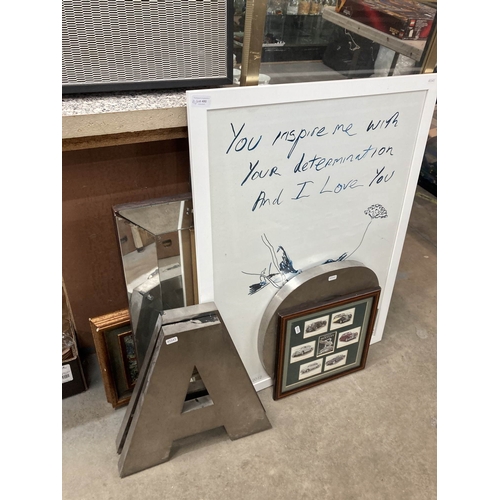 You inspire me with
Your determination
And I Love You
A